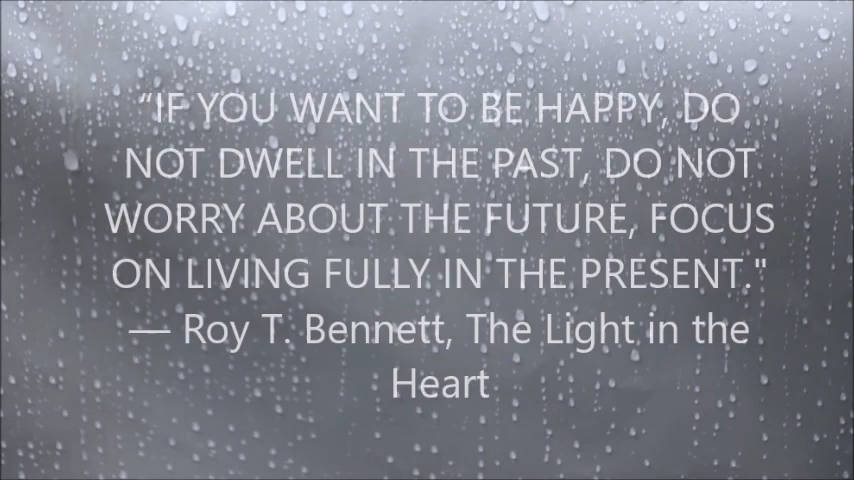 “IF YOU WANT TO BE HAPPY, DO
NOT DWELL IN THE PAST, DO NOT
WORRY ABOUT THE FUTURE, FOCUS
ON LIVING FULLY IN THE PRESENT."
— Roy T. Bennett, The Light in the
Heart